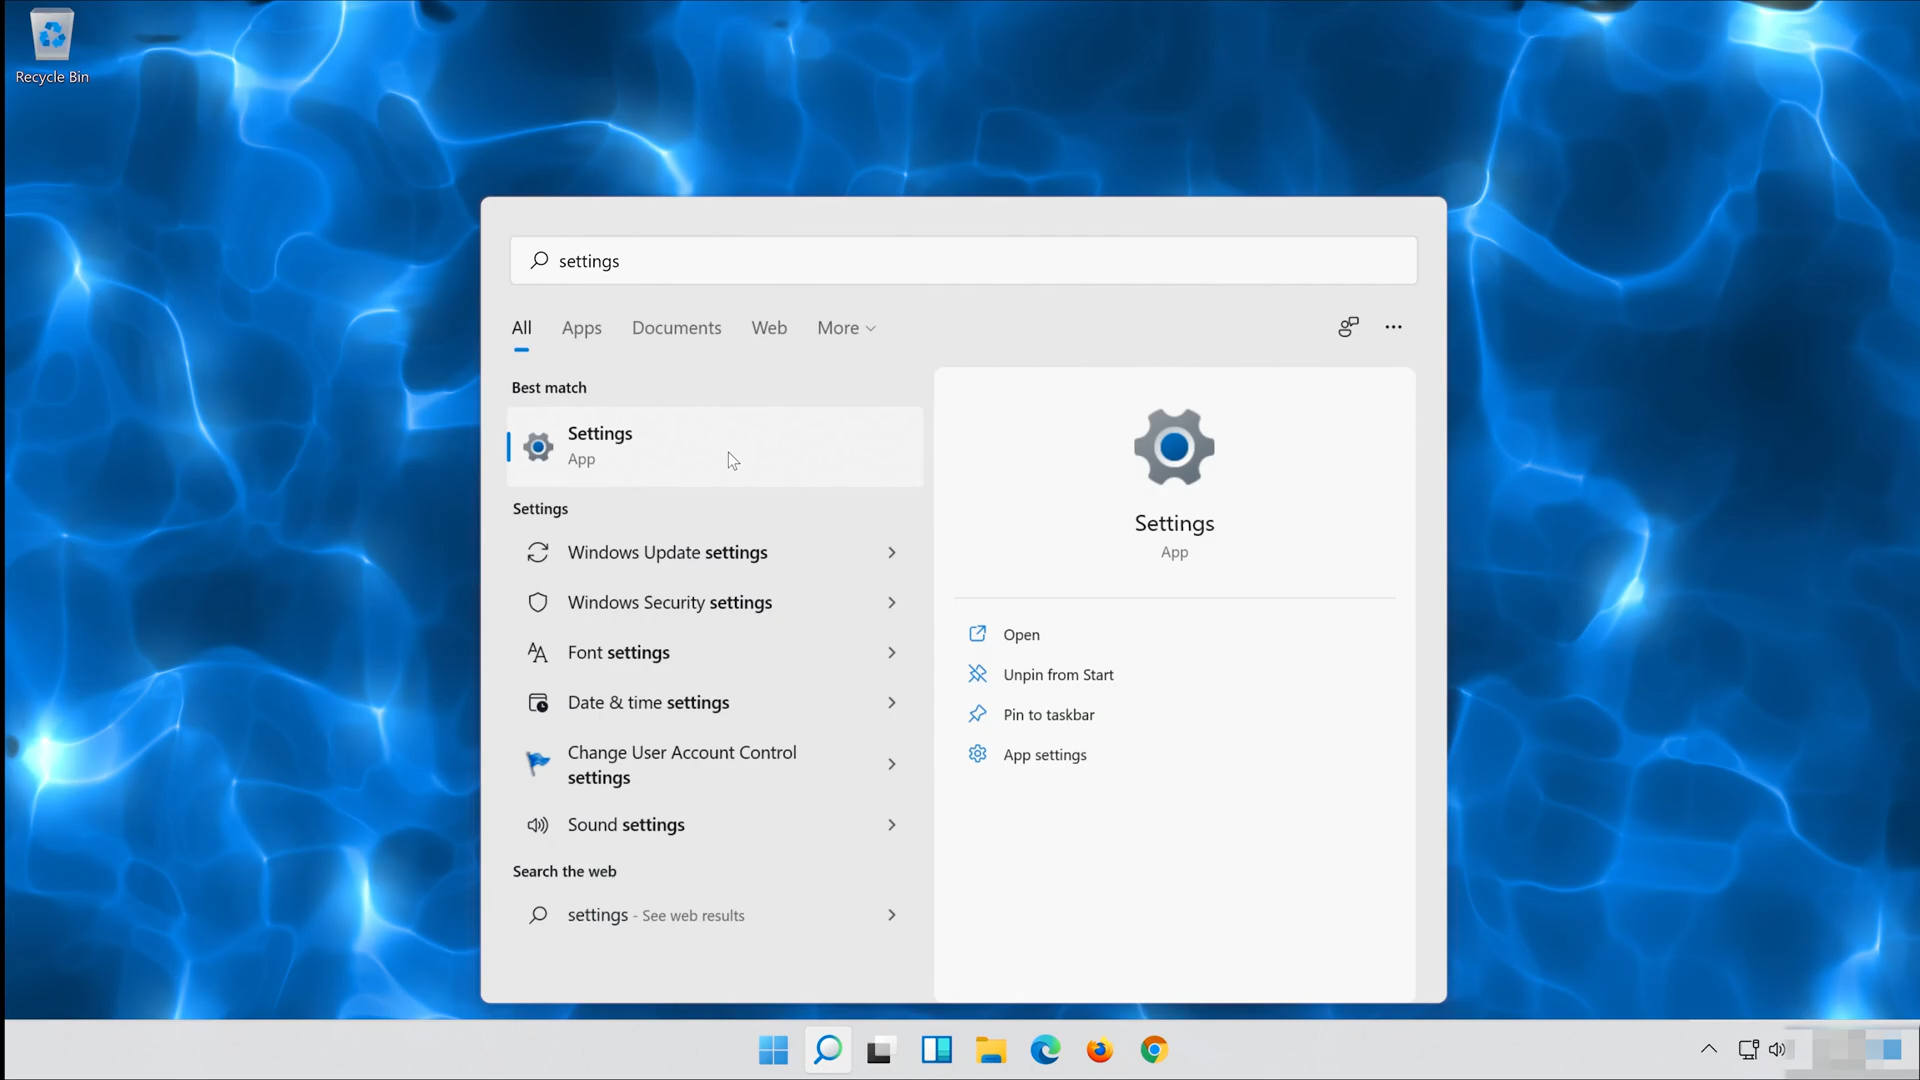 Recycle Bin
settings
All Apps Documents Web More
Best match
Settings
App
Settings
Windows Update settings
Windows Security settings
Font settings
Date & time settings
Change User Account Control
settings
Sound settings
Search the web
settings - See web results
Settings
App
Open
Unpin from Start
Pin to taskbar
App settings